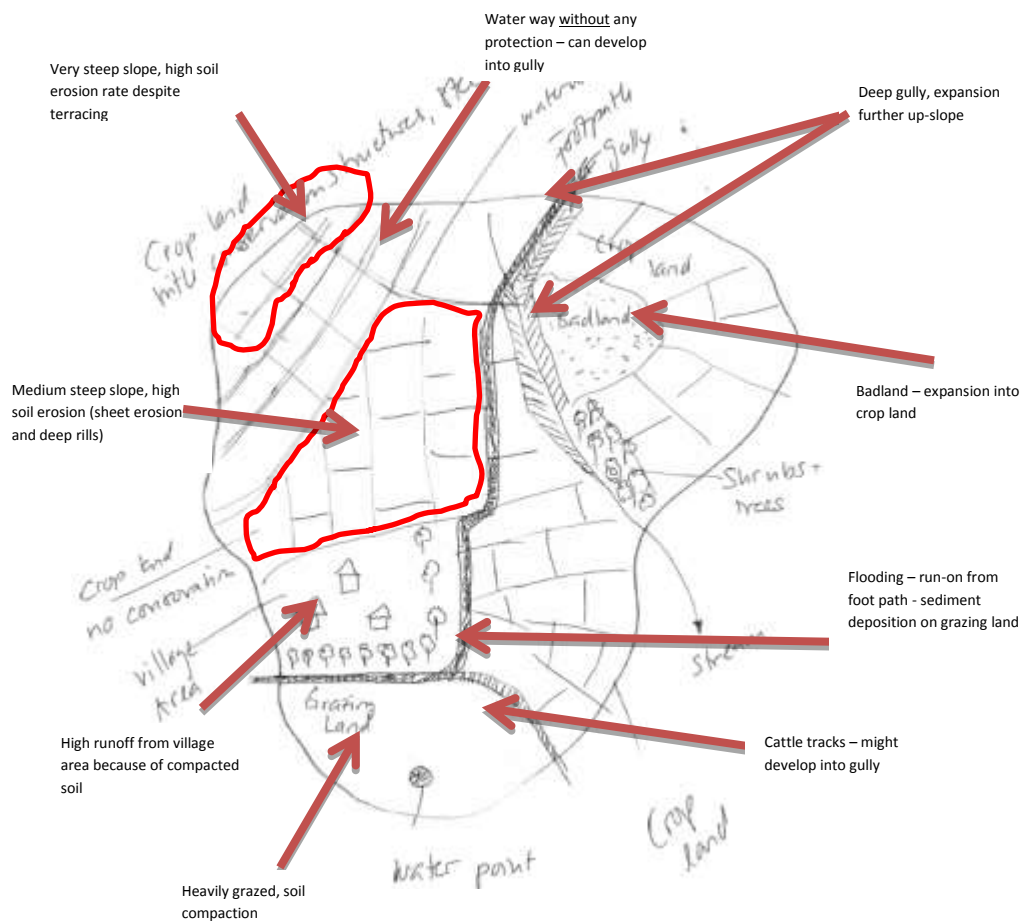 Water way without any
protection – can develop
into gully
Very steep slope, high soil
erosion rate despite
terracing
Deep gully, expansion
further up-slope
footpath
gully
Crop land
Crop
land
Badland
Badland – expansion into
crop land
Medium steep slope, high
soil erosion (sheet erosion
and deep rills)
Shrubs +
trees
Crop land
no conservation
Flooding – run-on from
foot path - sediment
deposition on grazing land
Village
Area
Stream
Grazing
Land
High runoff from village
area because of compacted
soil
Cattle tracks – might
develop into gully
Crop
land
Water point
Heavily grazed, soil
compaction